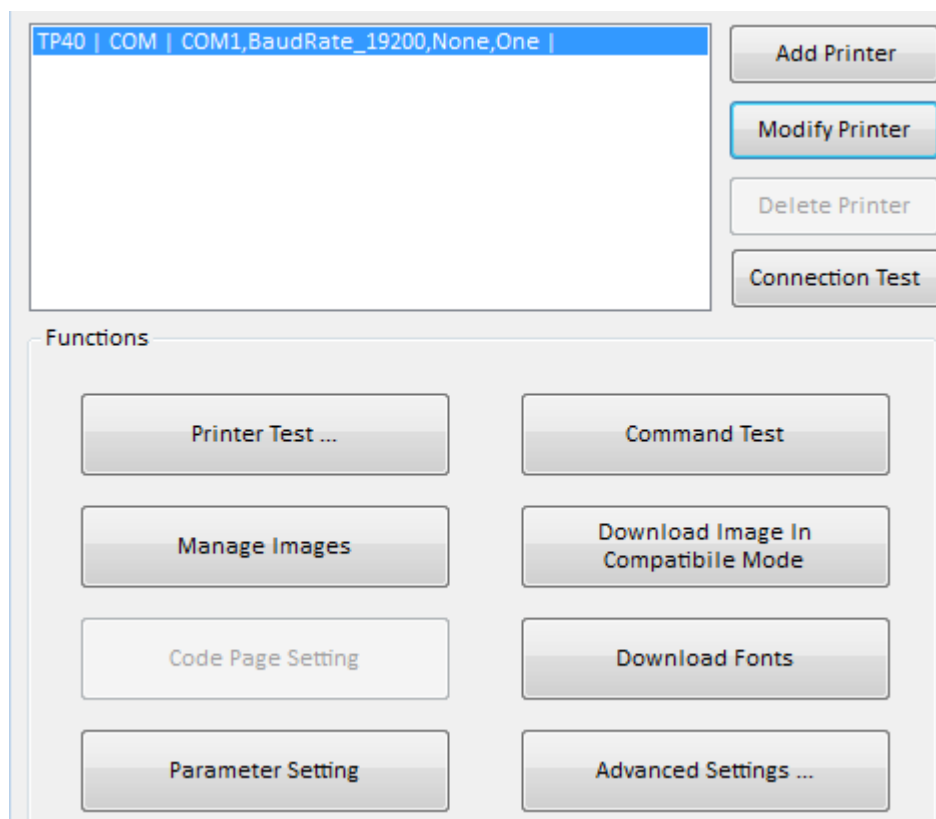 TP40 | COM | COM1,BaudRate_19200,None,One |
Add Printer
Modify Printer
Delete Printer
Connection Test
Functions
Printer Test ...
Command Test
Manage Images
Download Image In
Compatibile Mode
Code Page Setting
Download Fonts
Parameter Setting
Advanced Settings ...